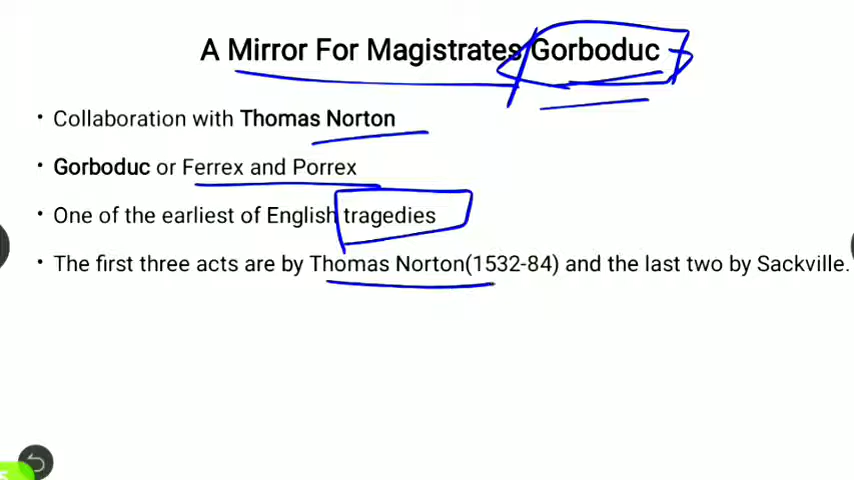 A Mirror For Magistrates Gorboduc
• Collaboration with Thomas Norton
• Gorboduc or Ferrex and Porrex
• One of the earliest of English tragedies
• The first three acts are by Thomas Norton(1532-84) and the last two by Sackville.